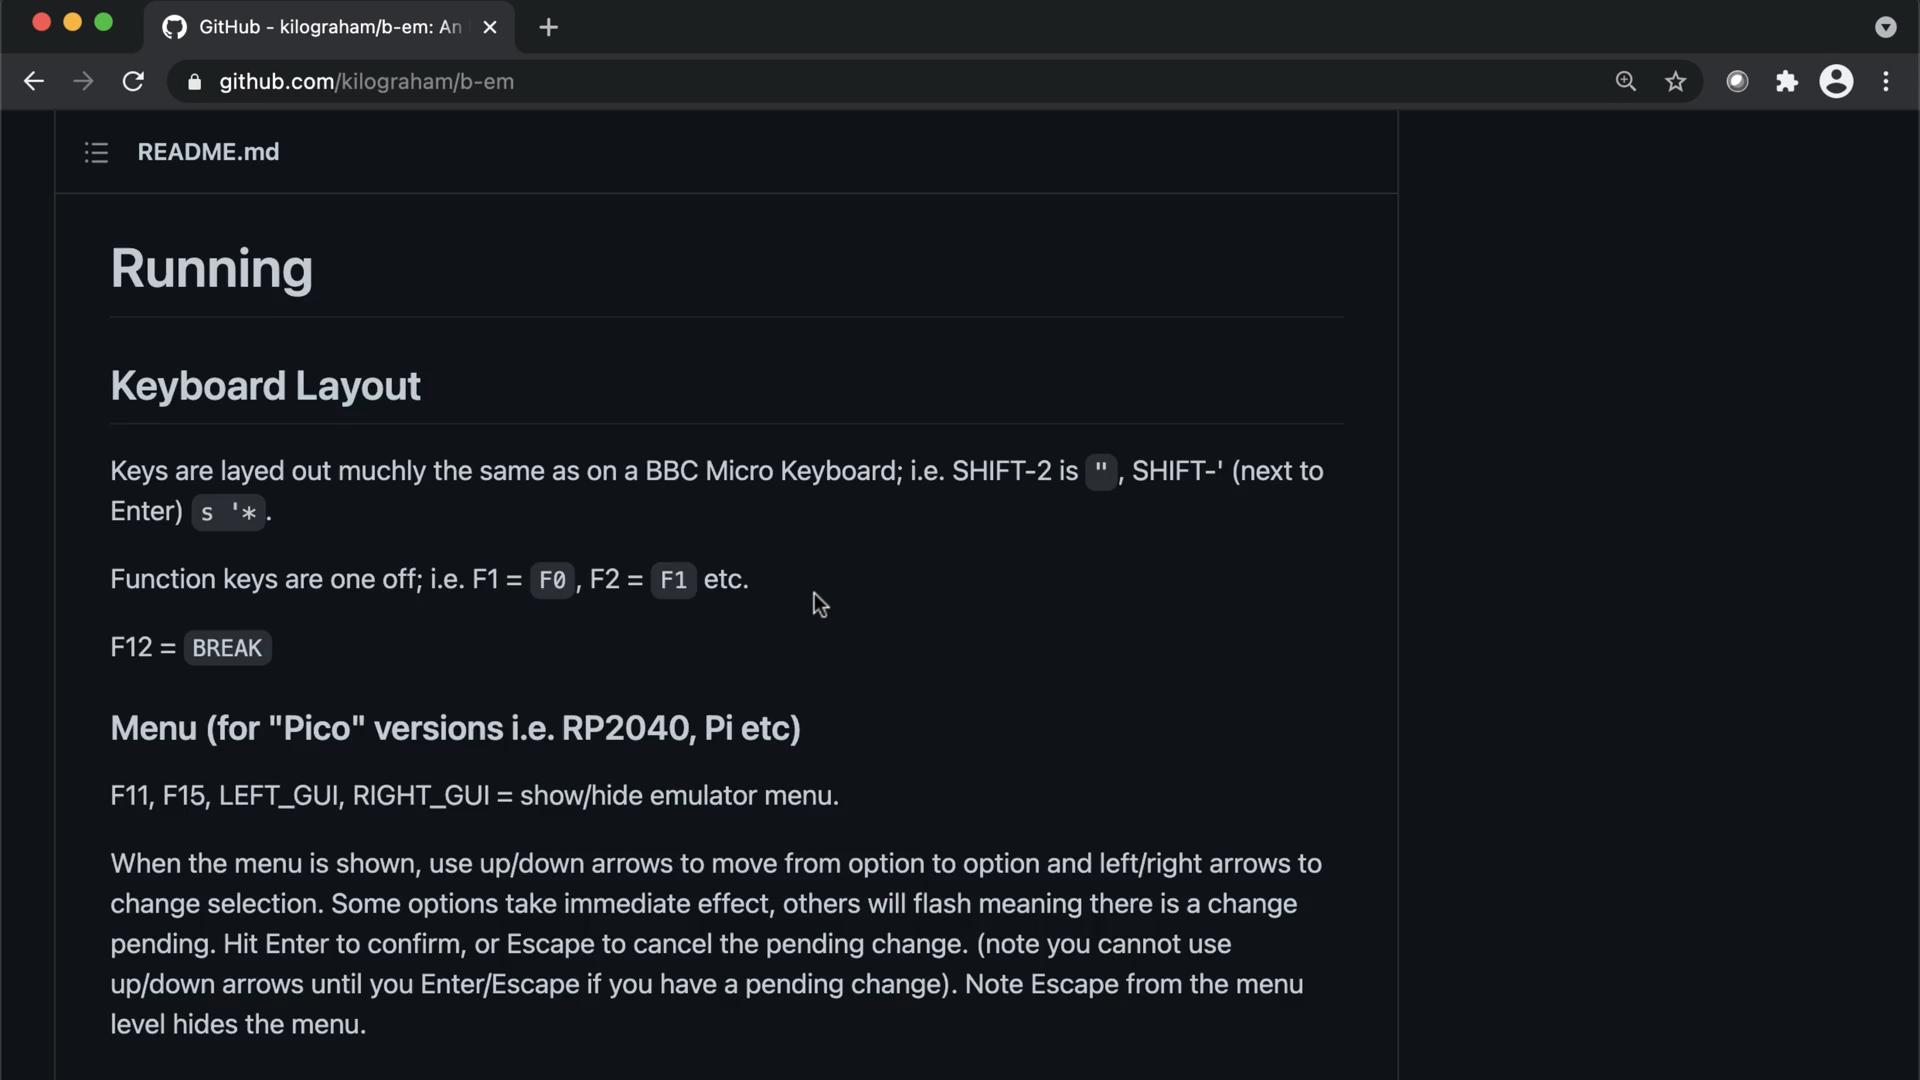 GitHub - kilograham/b-em: An
github.com/kilograham/b-em
README.md
Running
Keyboard Layout
Keys are layed out muchly the same as on a BBC Micro Keyboard; i.e. SHIFT-2 is ", SHIFT-' (next to
Enter) s '*.
Function keys are one off; i.e. F1 = F0, F2 = F1 etc.
F12 = BREAK
Menu (for "Pico" versions i.e. RP2040, Pi etc)
F11, F15, LEFT_GUI, RIGHT_GUI = show/hide emulator menu.
When the menu is shown, use up/down arrows to move from option to option and left/right arrows to
change selection. Some options take immediate effect, others will flash meaning there is a change
pending. Hit Enter to confirm, or Escape to cancel the pending change. (note you cannot use
up/down arrows until you Enter/Escape if you have a pending change). Note Escape from the menu
level hides the menu.